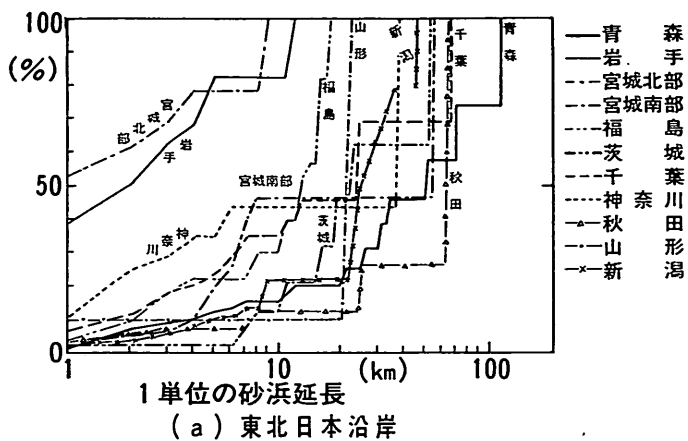 100
(%)
50
0
1
10
(km)
100
宮城北部
岩手
神奈川
宮城南部
福島
茨城
山形
新潟
千葉
青森
秋田
青森
岩手
宮城北部
宮城南部
福島
茨城
千葉
神奈川
秋田
山形
新潟
1単位の砂浜延長
(a) 東北日本沿岸